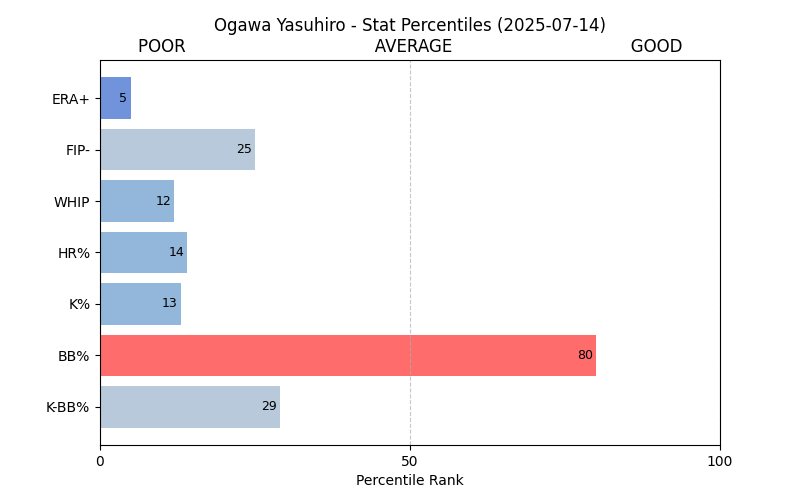 Ogawa Yasuhiro - Stat Percentiles (2025-07-14)
POOR AVERAGE GOOD
ERA+ 5
FIP- 25
WHIP 12
HR% 14
K% 13
BB% 80
K-BB% 29
0 50 100
Percentile Rank